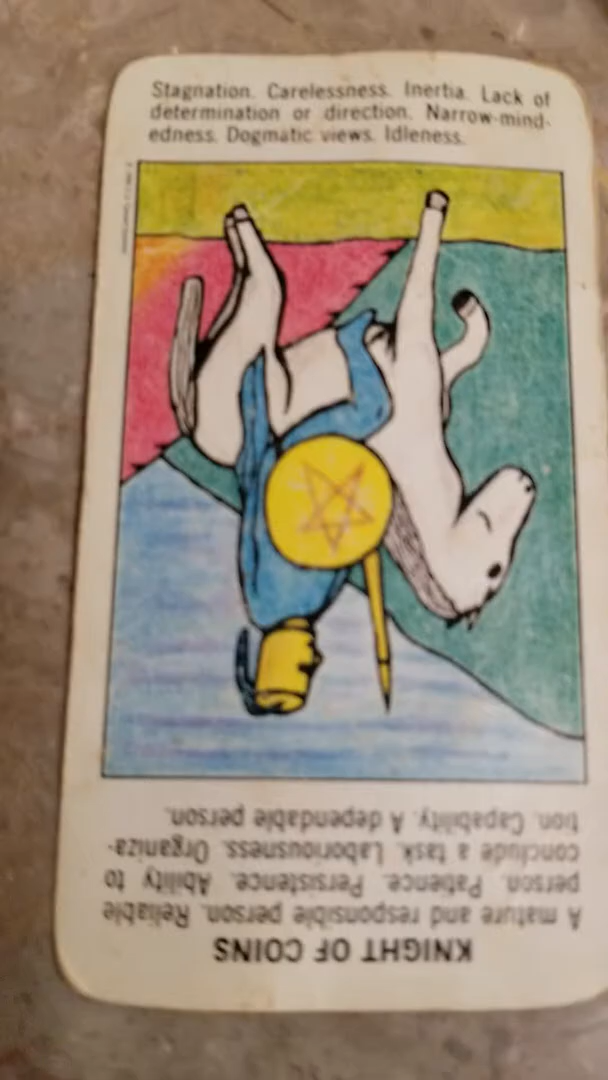 Stagnation. Carelessness. Inertia. Lack of
determination or direction. Narrow-mind-
edness. Dogmatic views. Idleness.
KNIGHT OF COINS
A mature and responsible person. Reliable
person. Patience. Persistence. Ability to
conclude a task. Laboriousness. Organiza-
tion. Capability. A dependable person.